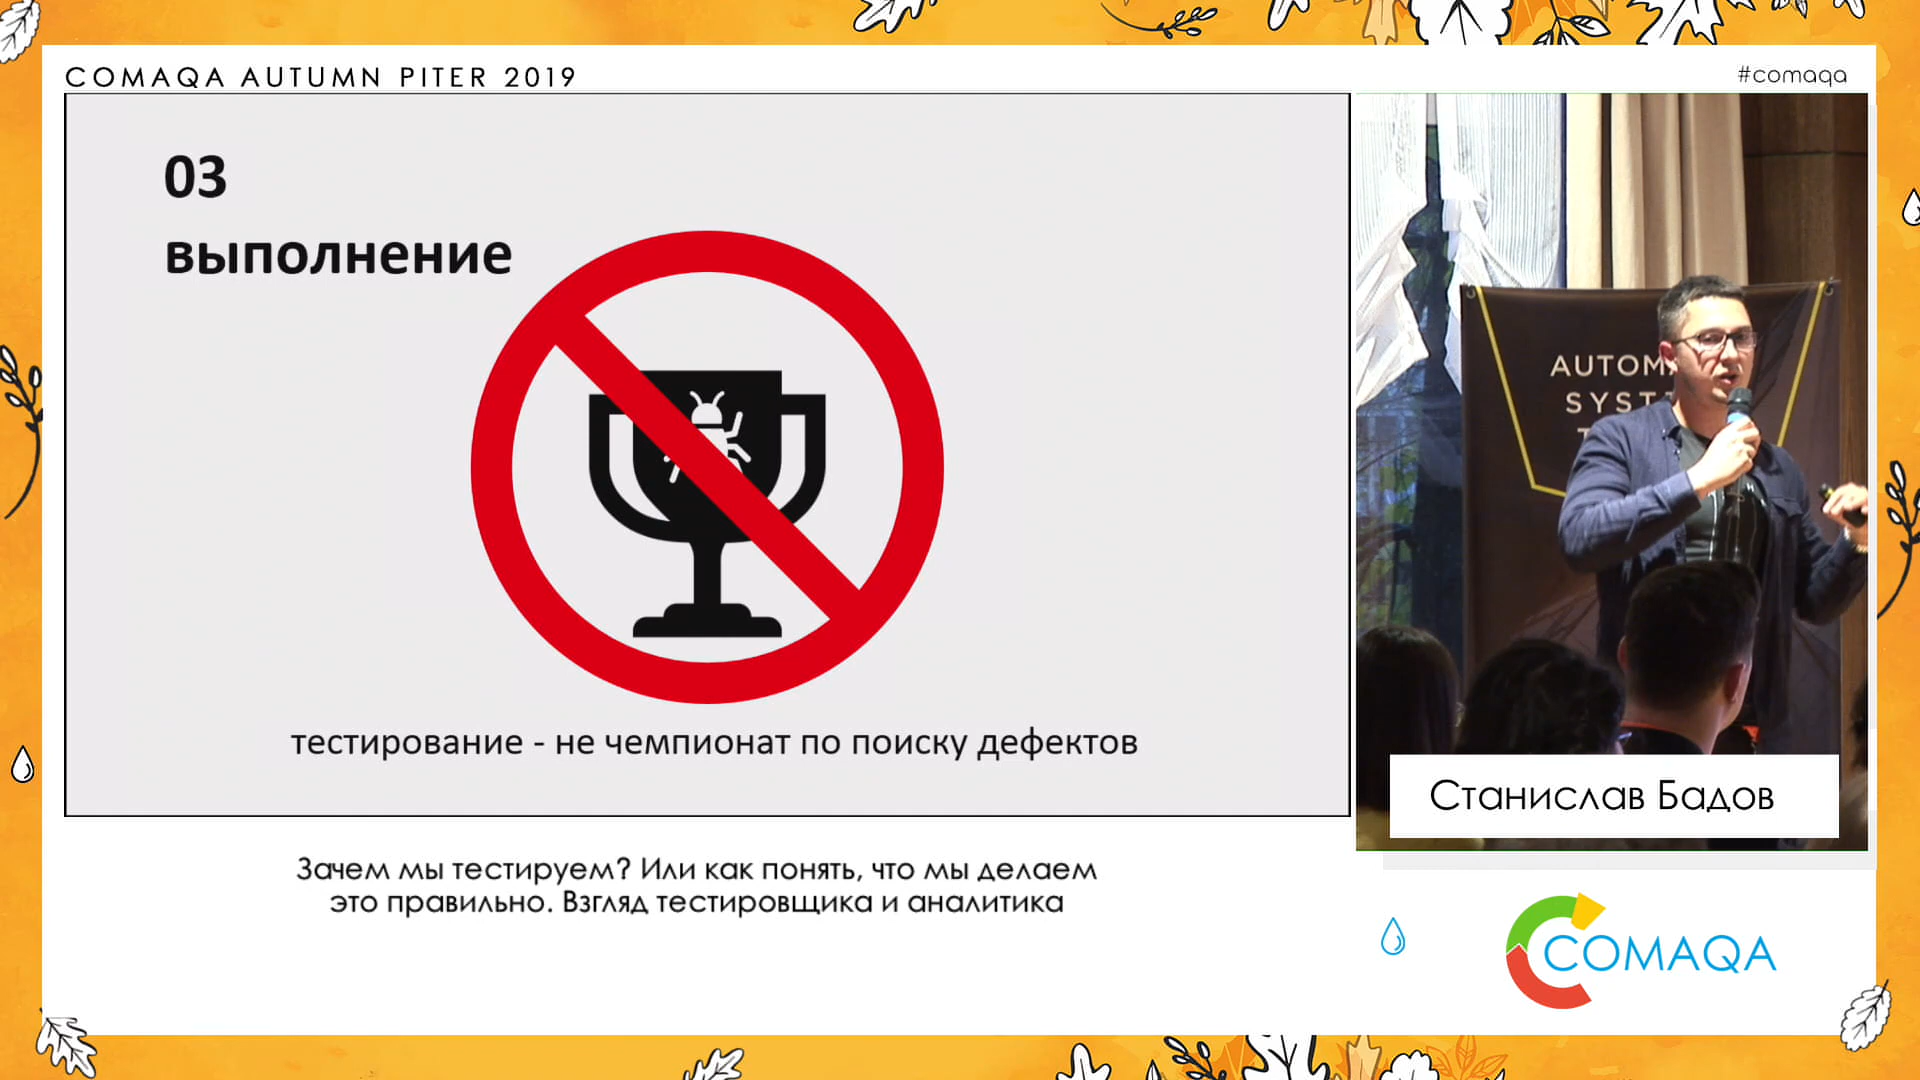 COMAQA AUTUMN PITER 2019
#comaqa
03
выполнение
тестирование - не чемпионат по поиску дефектов
AUTOM
SYST
Станислав Бадов
Зачем мы тестируем? Или как понять, что мы делаем
это правильно. Взгляд тестировщика и аналитика
COMAQA